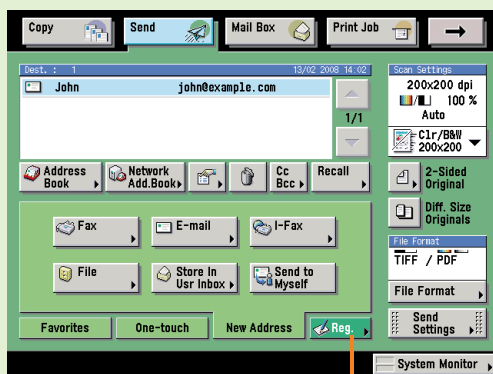 Copy
Send
Mail Box
Print Job
Dest. : 1
13/02 2008 14:02
John
john@example.com
1/1
Address
Book
Network
Add.Book
Cc
Bcc
Recall
Fax
E-mail
I-Fax
File
Store In
Usr Inbox
Send to
Myself
Favorites
One-touch
New Address
Reg.
Scan Settings
200x200 dpi
100 %
Auto
Clr/B&W
200×200
2-Sided
Original
Diff. Size
Originals
File Format
TIFF / PDF
File Format
Send
Settings
System Monitor